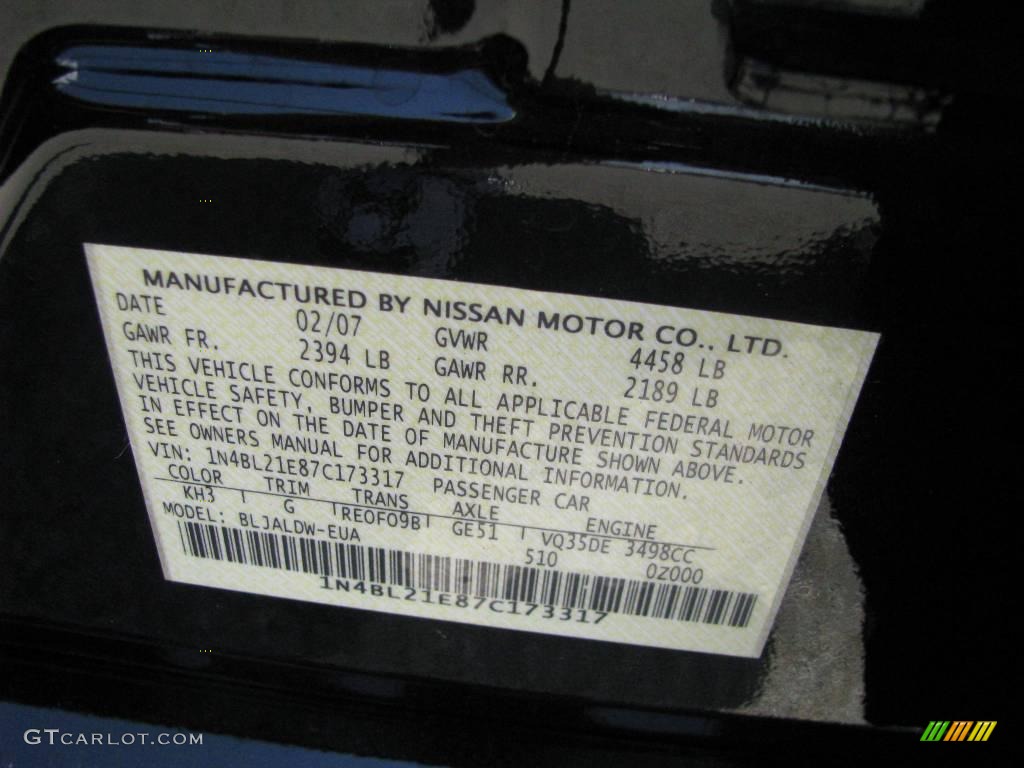 MANUFACTURED BY NISSAN MOTOR CO., LTD.
DATE 02/07 GVWR 4458 LB
GAWR FR. 2394 LB GAWR RR. 2189 LB
THIS VEHICLE CONFORMS TO ALL APPLICABLE FEDERAL MOTOR
VEHICLE SAFETY, BUMPER AND THEFT PREVENTION STANDARDS
IN EFFECT ON THE DATE OF MANUFACTURE SHOWN ABOVE.
SEE OWNERS MANUAL FOR ADDITIONAL INFORMATION.
VIN: 1N4BL21E87C173317 PASSENGER CAR
COLOR TRIM TRANS AXLE ENGINE
KH3 G RE0F09B GE51 VQ35DE 3498CC
MODEL: BLJALDW-EUA 510 0Z000
1N4BL21E87C173317
GTCARLOT.COM